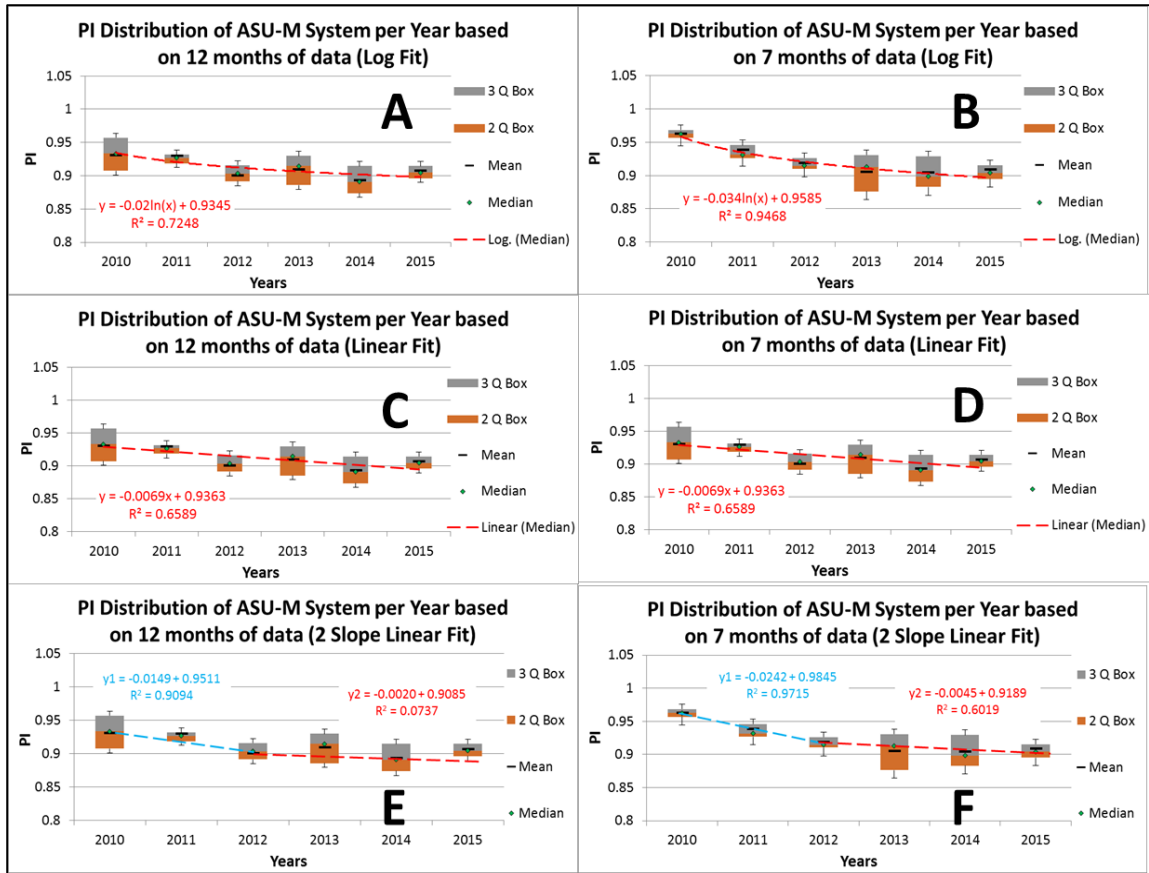 PI Distribution of ASU-M System per Year based
on 12 months of data (Log Fit)
A
1.05
1
0.95
0.9
0.85
0.8
PI
3 Q Box
2 Q Box
Mean
Median
Log. (Median)
y = -0.02ln(x) + 0.9345
R² = 0.7248
2010 2011 2012 2013 2014 2015
Years
PI Distribution of ASU-M System per Year based
on 7 months of data (Log Fit)
B
1.05
1
0.95
0.9
0.85
0.8
PI
3 Q Box
2 Q Box
Mean
Median
Log. (Median)
y = -0.034ln(x) + 0.9585
R² = 0.9468
2010 2011 2012 2013 2014 2015
Years
PI Distribution of ASU-M System per Year based
on 12 months of data (Linear Fit)
C
1.05
1
0.95
0.9
0.85
0.8
PI
3 Q Box
2 Q Box
Mean
Median
Linear (Median)
y = -0.0069x + 0.9363
R² = 0.6589
2010 2011 2012 2013 2014 2015
Years
PI Distribution of ASU-M System per Year based
on 7 months of data (Linear Fit)
D
1.05
1
0.95
0.9
0.85
0.8
PI
3 Q Box
2 Q Box
Mean
Median
Linear (Median)
y = -0.0069x + 0.9363
R² = 0.6589
2010 2011 2012 2013 2014 2015
Years
PI Distribution of ASU-M System per Year based
on 12 months of data (2 Slope Linear Fit)
1.05
1
0.95
0.9
0.85
0.8
PI
y1 = -0.0149x + 0.9511
R² = 0.9094
y2 = -0.0020 + 0.9085
R² = 0.0737
3 Q Box
2 Q Box
Mean
Median
E
2010 2011 2012 2013 2014 2015
Years
PI Distribution of ASU-M System per Year based
on 7 months of data (2 Slope Linear Fit)
1.05
1
0.95
0.9
0.85
0.8
PI
y1 = -0.0242 + 0.9845
R² = 0.9715
y2 = -0.0045 + 0.9189
R² = 0.6019
3 Q Box
2 Q Box
Mean
Median
F
2010 2011 2012 2013 2014 2015
Years